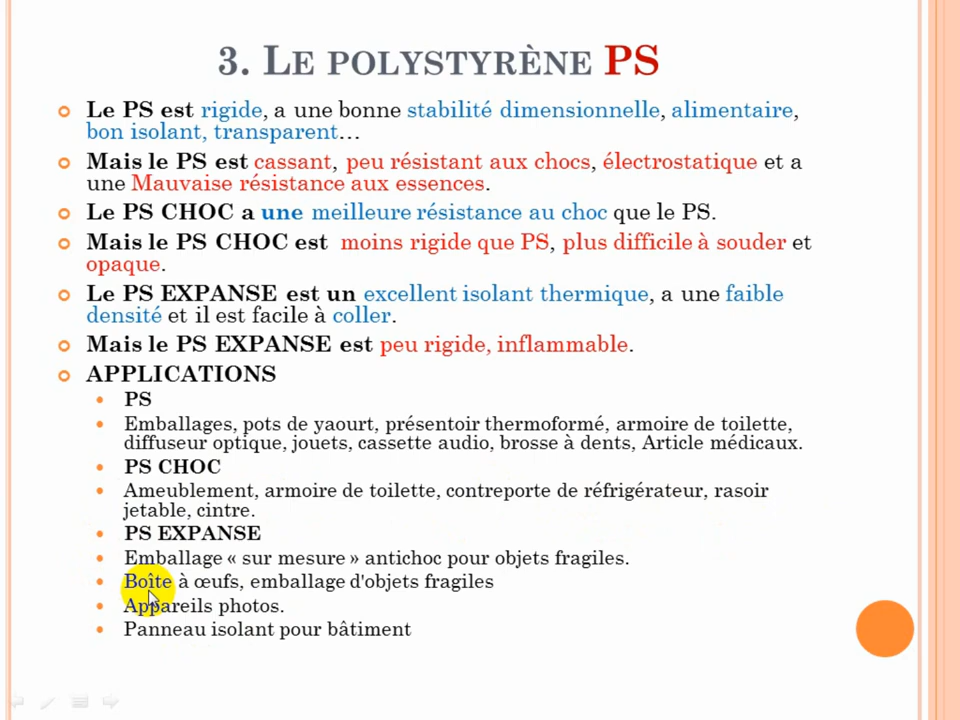 3. LE POLYSTYRÈNE PS
Le PS est rigide, a une bonne stabilité dimensionnelle, alimentaire,
bon isolant, transparent…
Mais le PS est cassant, peu résistant aux chocs, électrostatique et a
une Mauvaise résistance aux essences.
Le PS CHOC a une meilleure résistance au choc que le PS.
Mais le PS CHOC est moins rigide que PS, plus difficile à souder et
opaque.
Le PS EXPANSE est un excellent isolant thermique, a une faible
densité et il est facile à coller.
Mais le PS EXPANSE est peu rigide, inflammable.
APPLICATIONS
PS
Emballages, pots de yaourt, présentoir thermoformé, armoire de toilette,
diffuseur optique, jouets, cassette audio, brosse à dents, Article médicaux.
PS CHOC
Ameublement, armoire de toilette, contreporte de réfrigérateur, rasoir
jetable, cintre.
PS EXPANSE
Emballage « sur mesure » antichoc pour objets fragiles.
Boîte à œufs, emballage d'objets fragiles
Appareils photos.
Panneau isolant pour bâtiment